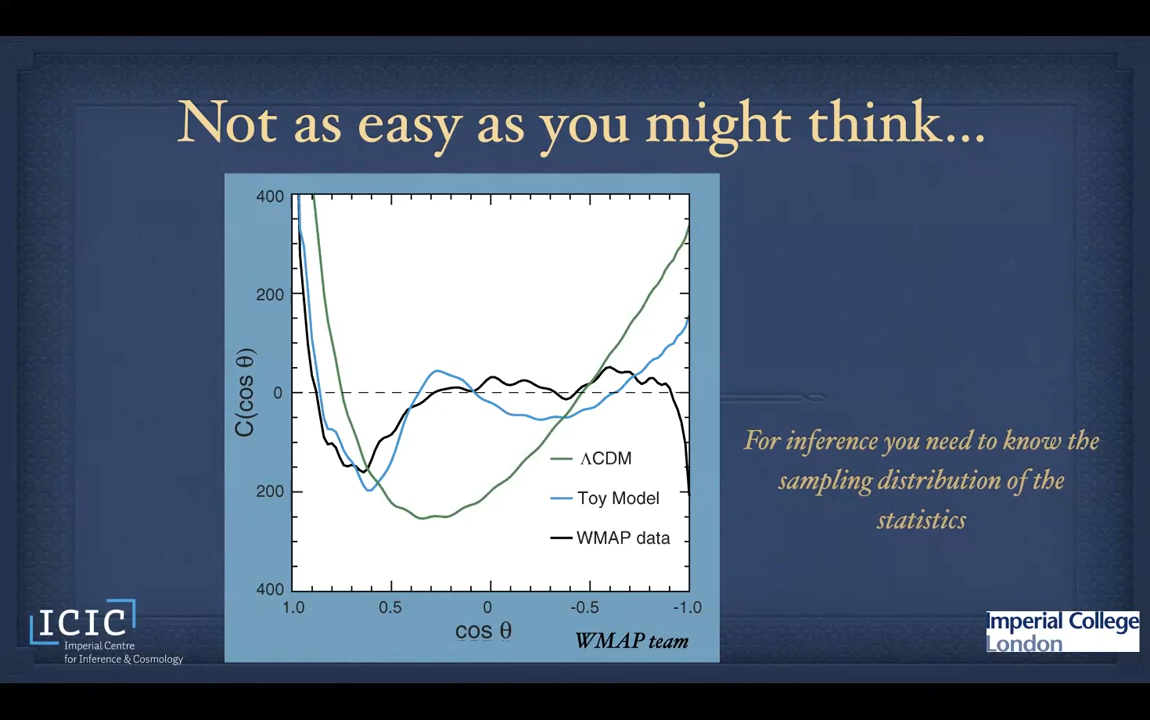 Not as easy as you might think...
400
200
0
200
400
C(cos θ)
1.0 0.5 0 -0.5 -1.0
cos θ
ΛCDM
Toy Model
WMAP data
WMAP team
For inference you need to know the
sampling distribution of the
statistics
ICIC
Imperial Centre
for Inference & Cosmology
Imperial College
London